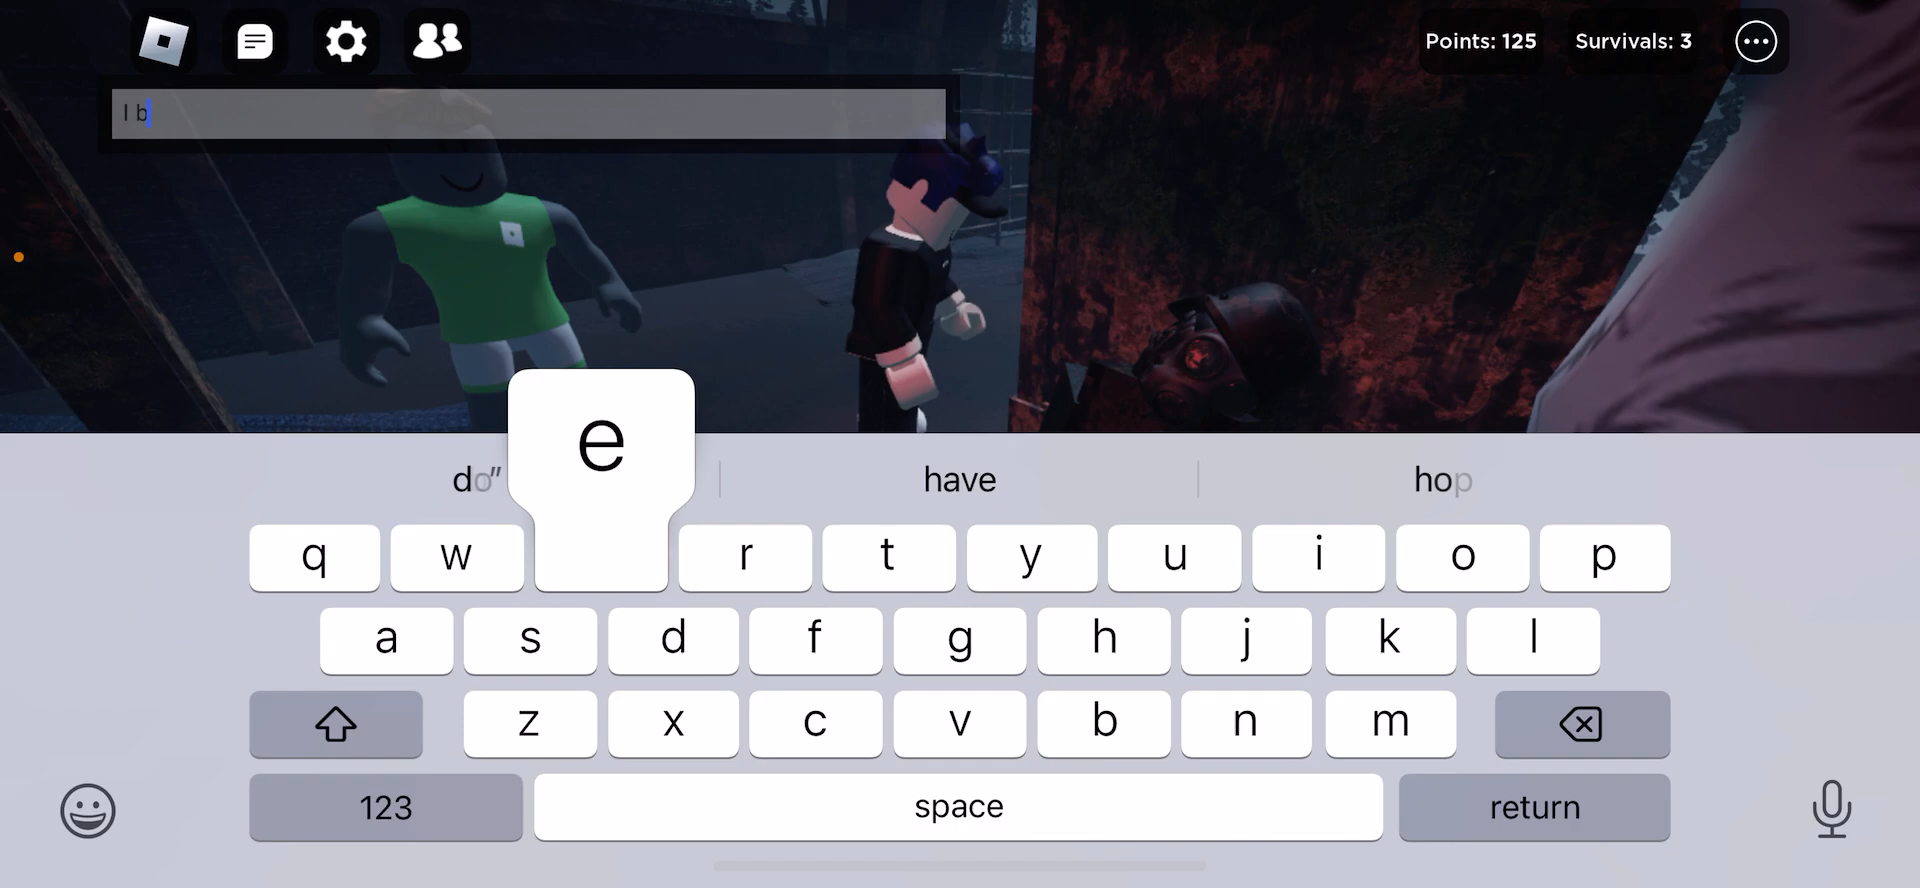 Points: 125
Survivals: 3
I b
e
do"
have
hop
q w r t y u i o p
a s d f g h j k l
z x c v b n m
123
space
return